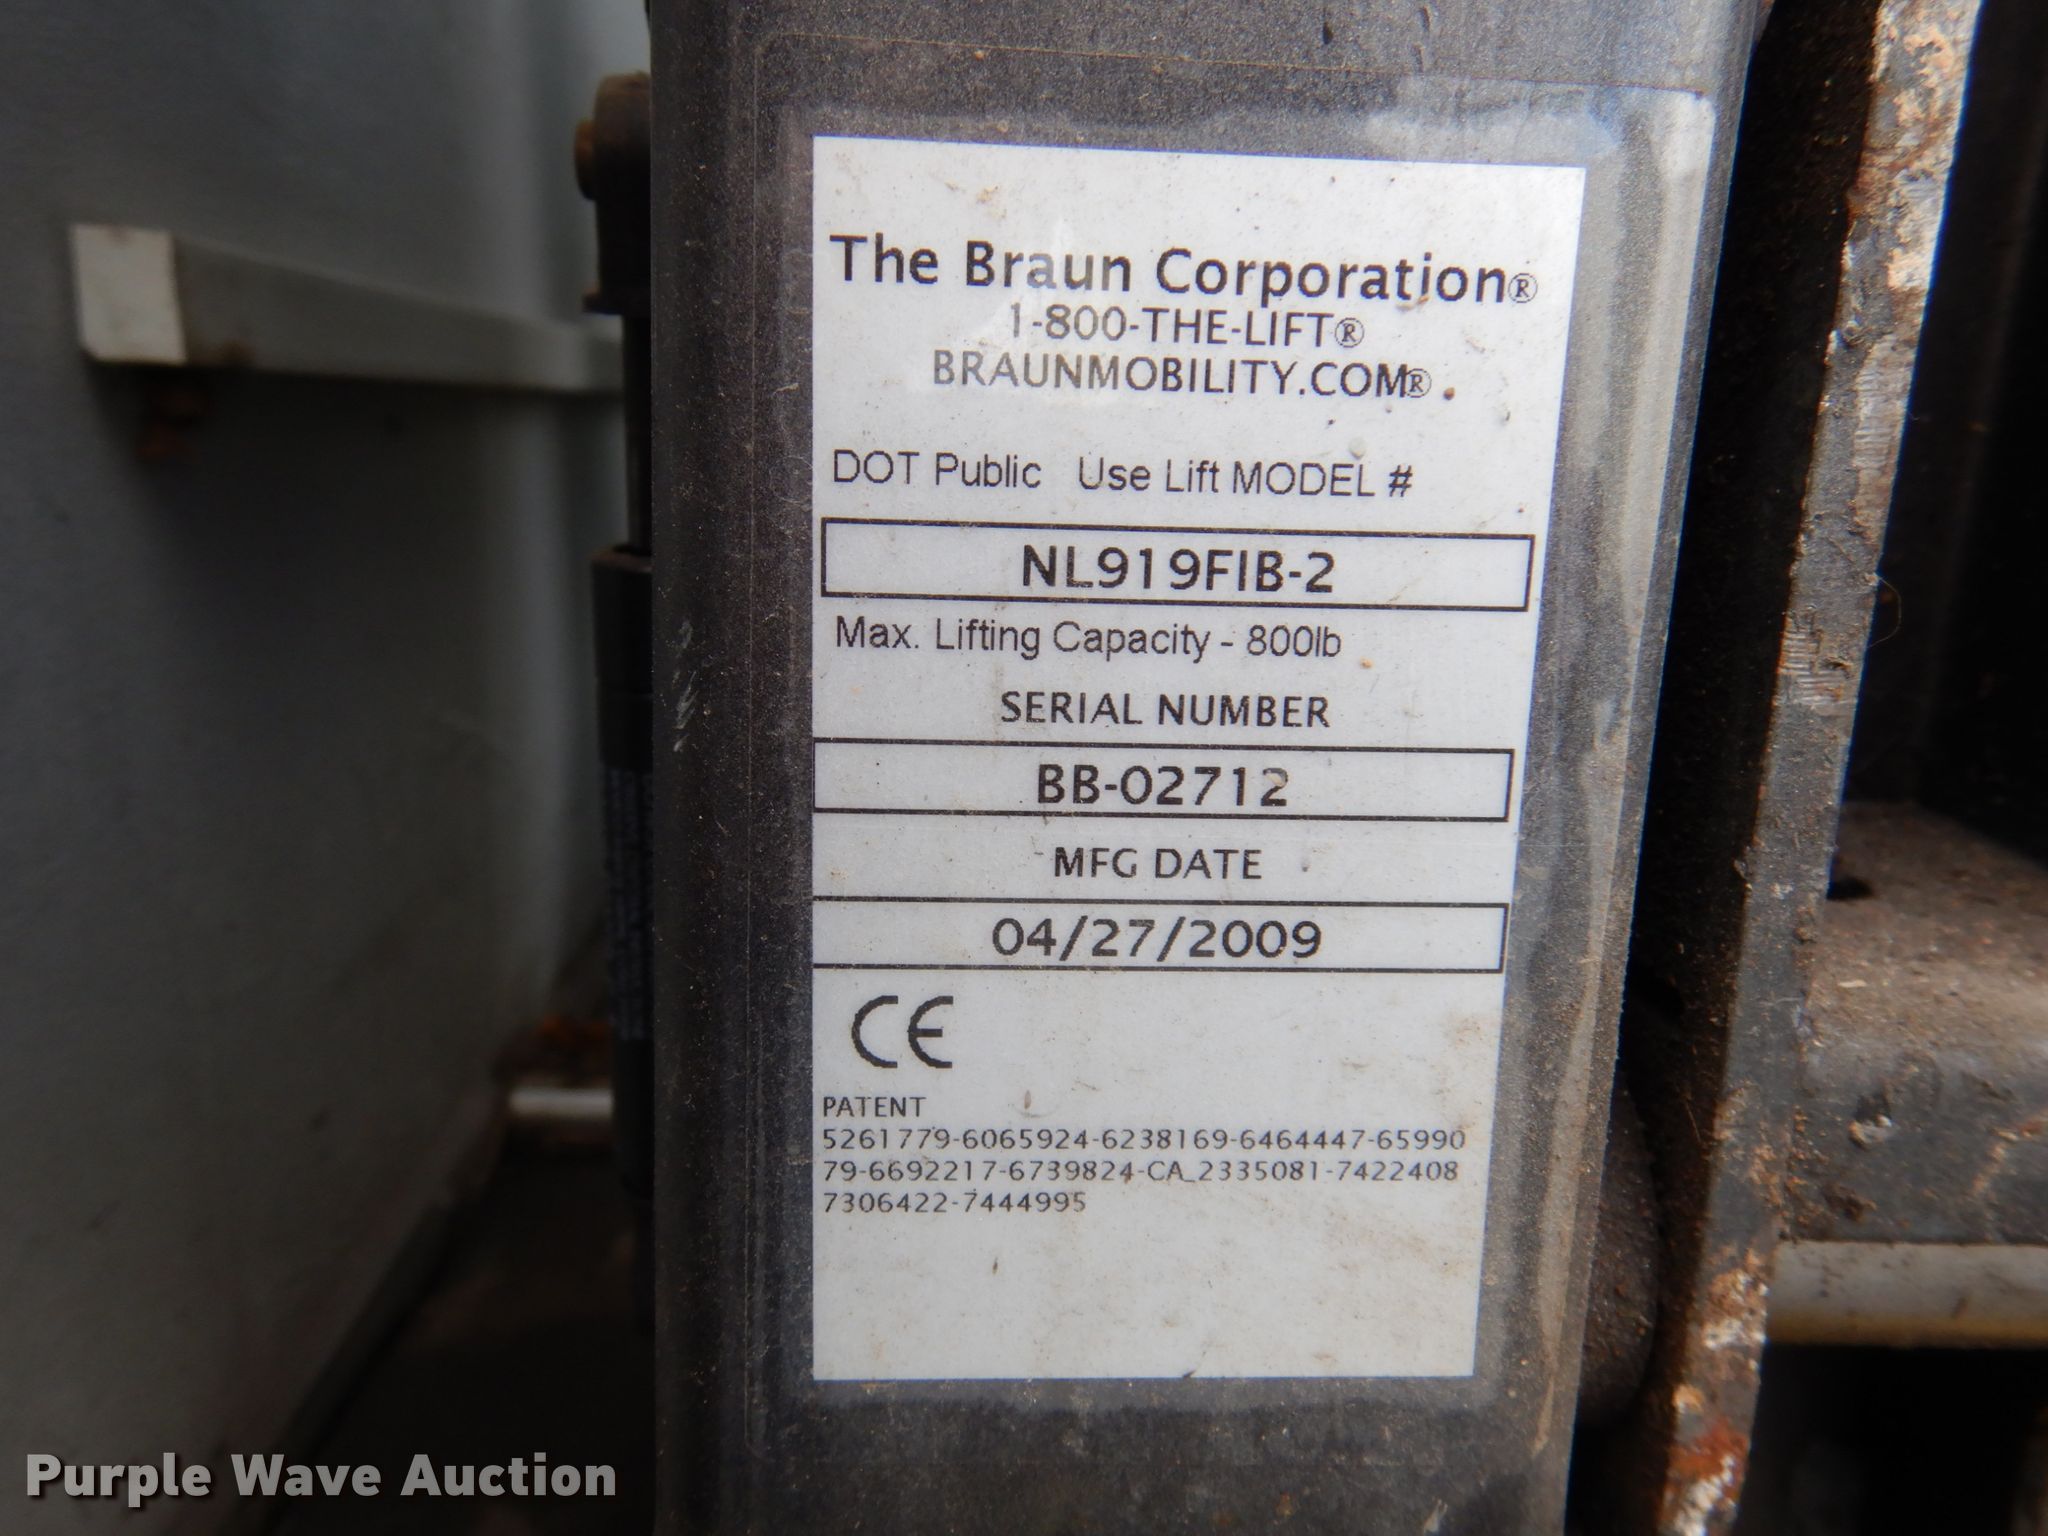 The Braun Corporation®
1-800-THE-LIFT®
BRAUNMOBILITY.COM®
DOT Public Use Lift MODEL #
NL919FIB-2
Max. Lifting Capacity - 800lb
SERIAL NUMBER
BB-02712
MFG DATE
04/27/2009
CE
PATENT
5261779-6065924-6238169-6464447-65990
79-6692217-6739824-CA_2335081-7422408
7306422-7444995
Purple Wave Auction